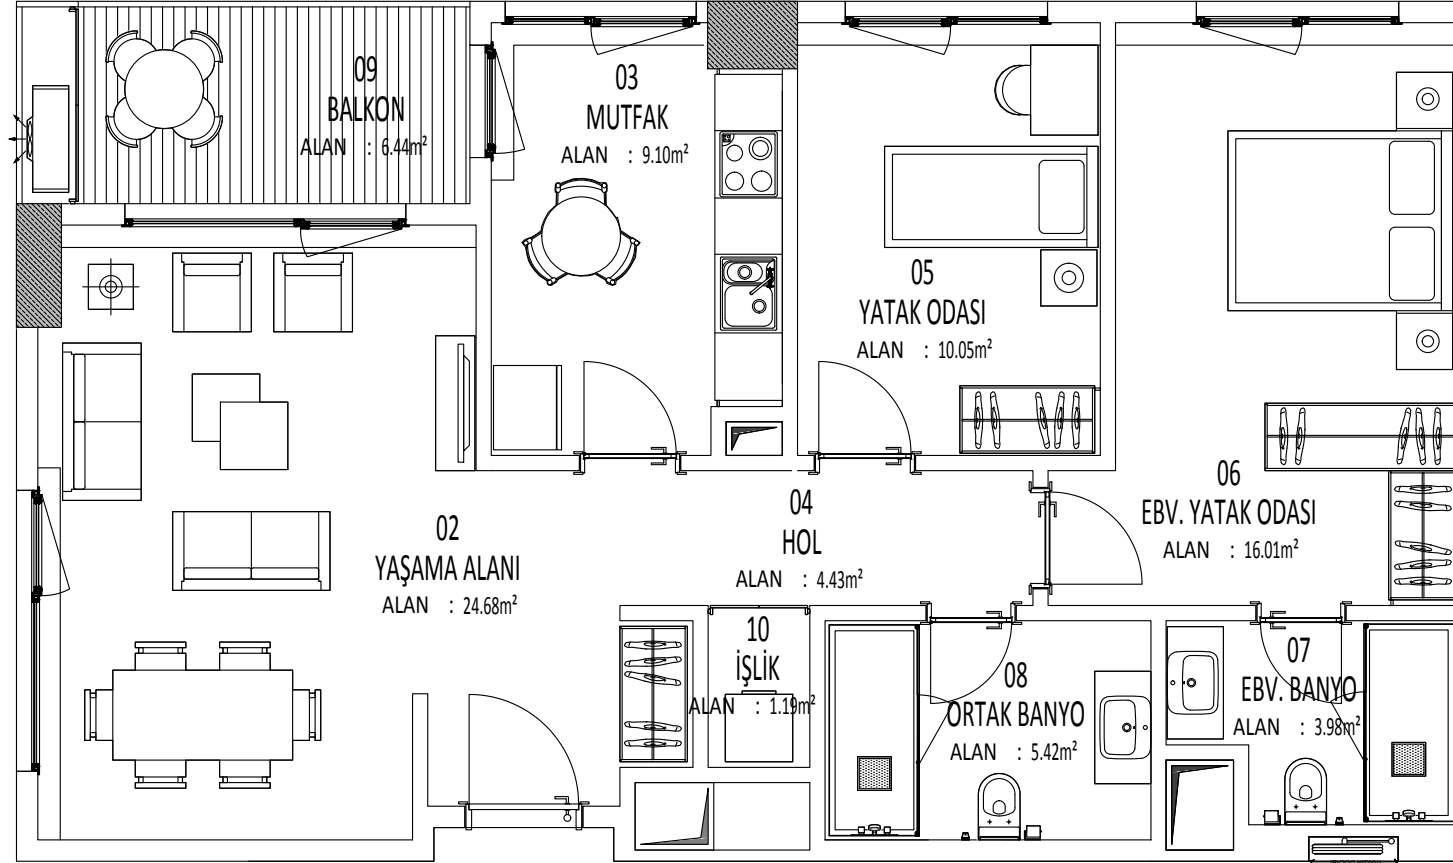 09
BALKON
ALAN : 6.44m²
03
MUTFAK
ALAN : 9.10m²
05
YATAK ODASI
ALAN : 10.05m²
06
EBV. YATAK ODASI
ALAN : 16.01m²
04
HOL
ALAN : 4.43m²
02
YAŞAMA ALANI
ALAN : 24.68m²
10
İŞLİK
ALAN : 1.19m²
08
ORTAK BANYO
ALAN : 5.42m²
07
EBV. BANYO
ALAN : 3.98m²